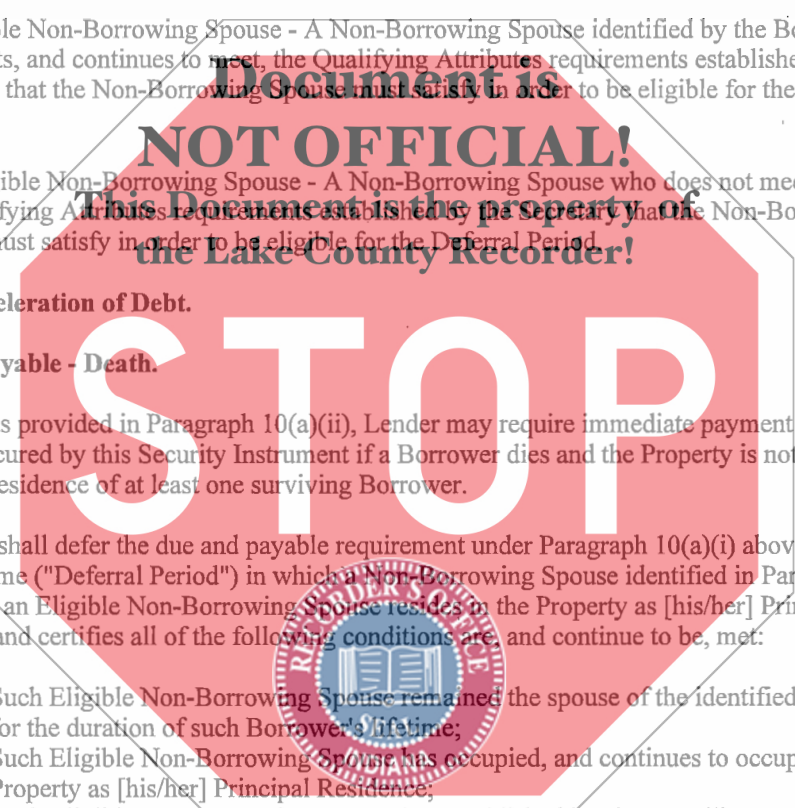 le Non-Borrowing Spouse - A Non-Borrowing Spouse identified by the Bo
ts, and continues to meet, the Qualifying Attributes requirements establishe
that the Non-Borrowing Spouse must satisfy in order to be eligible for the
Document is
NOT OFFICIAL!
ible Non-Borrowing Spouse - A Non-Borrowing Spouse who does not mee
This Document is the property of
fying Attributes requirements established by the Secretary that the Non-Bo
ust satisfy in order to be eligible for the Deferral Period.
the Lake County Recorder!
eleration of Debt.
STOP
yable - Death.
s provided in Paragraph 10(a)(ii), Lender may require immediate payment
cured by this Security Instrument if a Borrower dies and the Property is not
esidence of at least one surviving Borrower.
shall defer the due and payable requirement under Paragraph 10(a)(i) abov
me ("Deferral Period") in which a Non-Borrowing Spouse identified in Par
an Eligible Non-Borrowing Spouse resides in the Property as [his/her] Pri
and certifies all of the following conditions are, and continue to be, met:
RECORDER'S OFFICE
SEAL
INDIANA
Such Eligible Non-Borrowing Spouse remained the spouse of the identified
for the duration of such Borrower's lifetime;
Such Eligible Non-Borrowing Spouse has occupied, and continues to occup
Property as [his/her] Principal Residence;